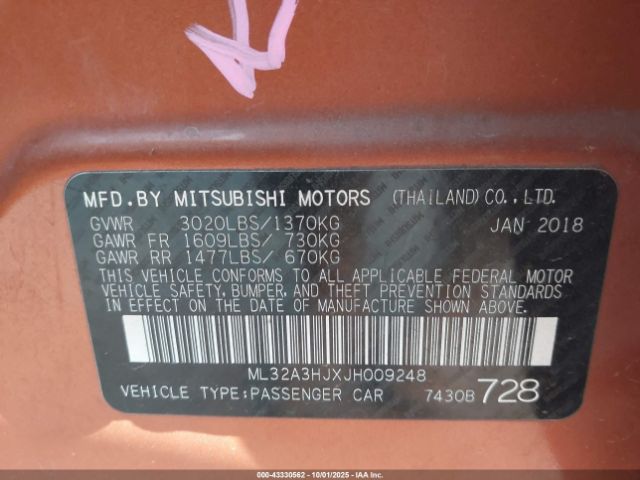 MFD.BY MITSUBISHI MOTORS (THAILAND)CO.,LTD.
GVWR 3020LBS/1370KG JAN 2018
GAWR FR 1609LBS/ 730KG
GAWR RR 1477LBS/ 670KG
THIS VEHICLE CONFORMS TO ALL APPLICABLE FEDERAL MOTOR
VEHICLE SAFETY, BUMPER, AND THEFT PREVENTION STANDARDS
IN EFFECT ON THE DATE OF MANUFACTURE SHOWN ABOVE.
ML32A3HJXJH009248
VEHICLE TYPE:PASSENGER CAR 7430B 728
000-43330562 • 10/01/2025 • COPYRIGHT IAAI